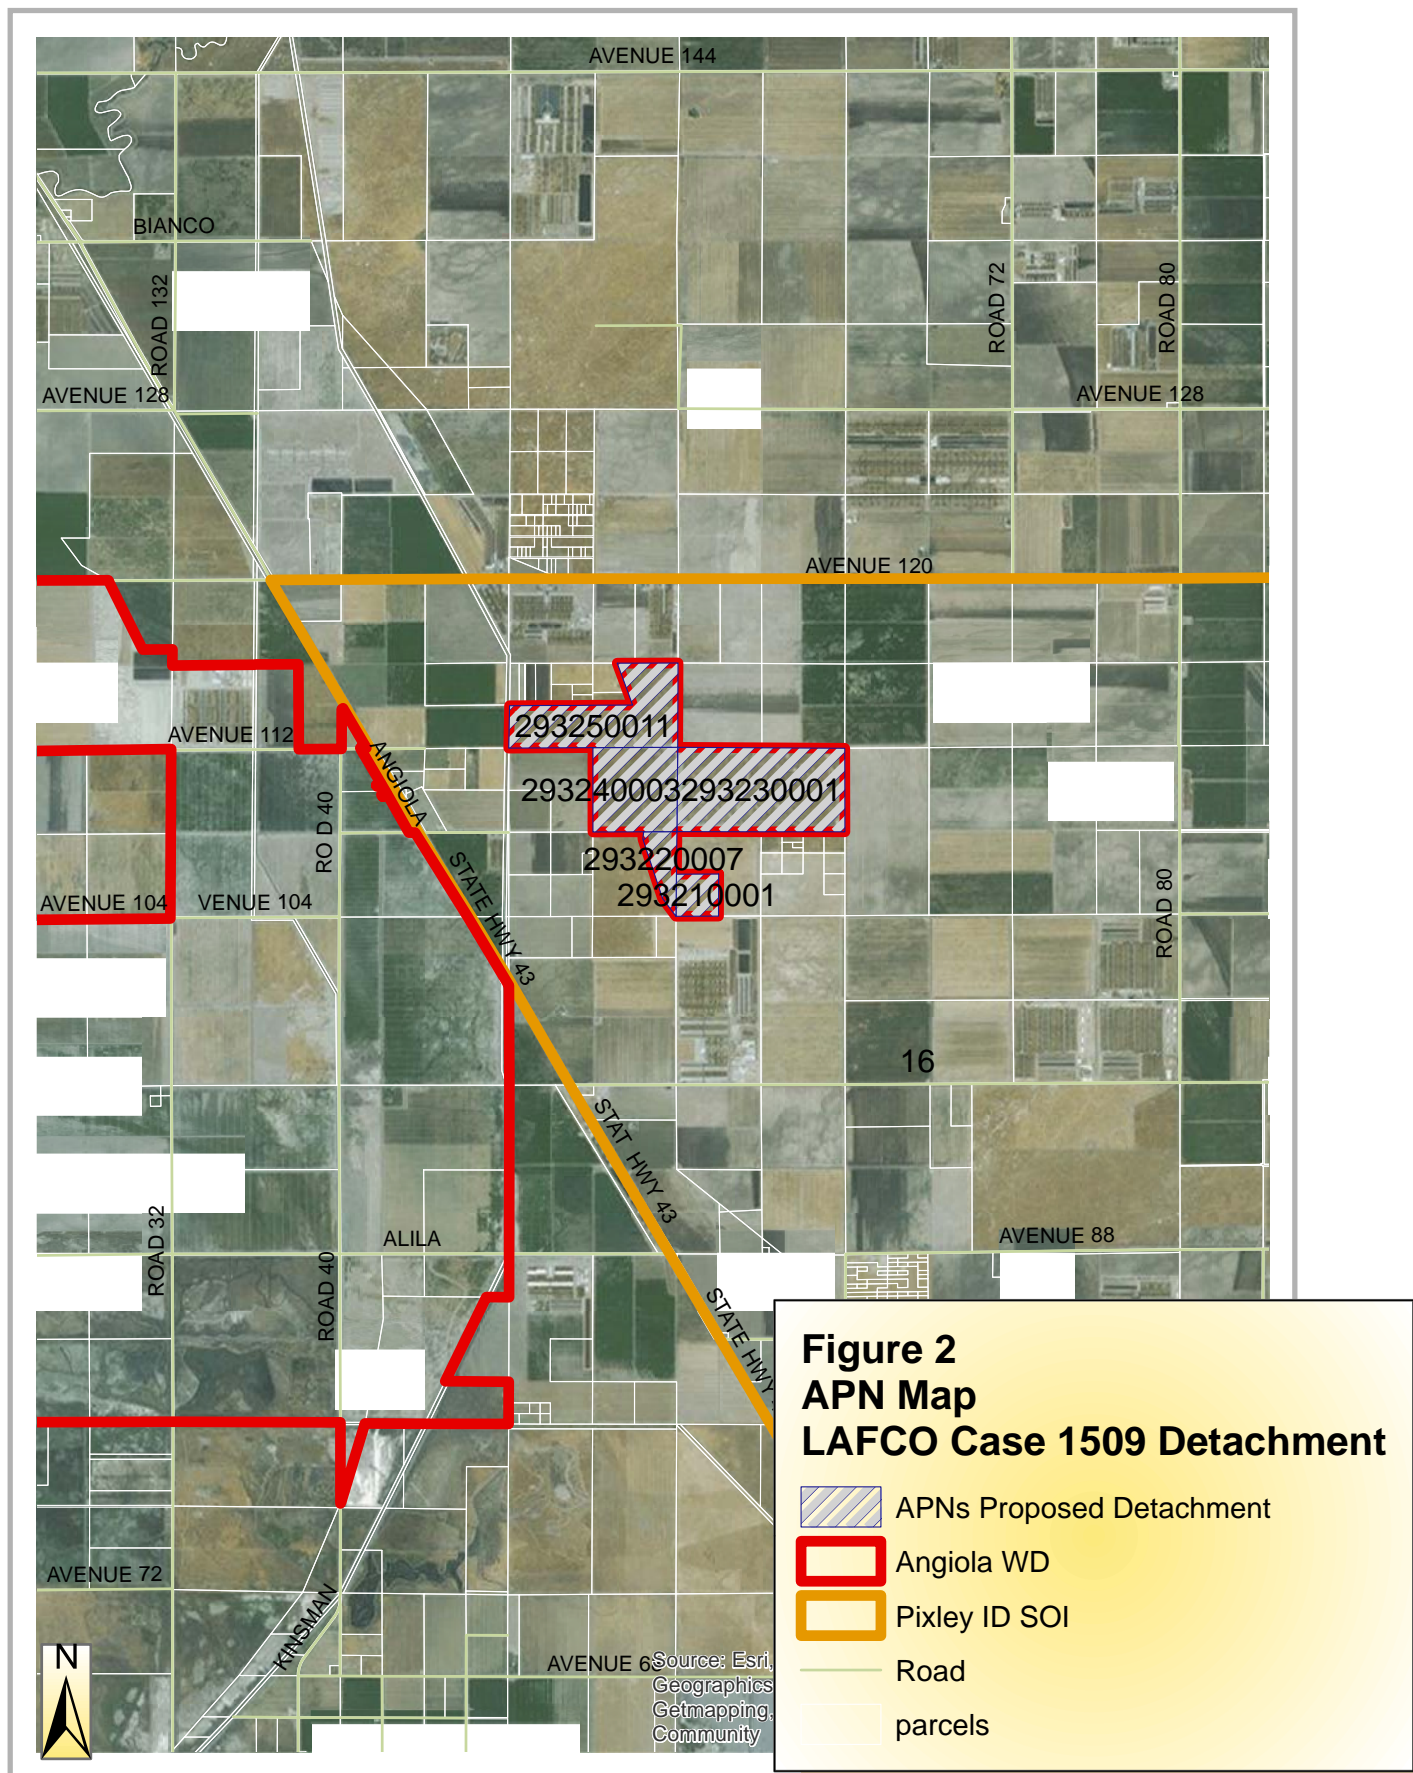 AVENUE 144
BIANCO
ROAD 132
ROAD 72
ROAD 80
AVENUE 128
AVENUE 128
AVENUE 120
AVENUE 112
ANGIOLA
293250011
293240003
293230001
RO D 40
293220007
293210001
STATE HWY 43
AVENUE 104
VENUE 104
ROAD 80
16
STAT HWY 43
ROAD 32
ROAD 40
ALILA
AVENUE 88
STATE HWY
AVENUE 72
KINSMAN
AVENUE 6
N
Source: Esri,
Geographics
Getmapping,
Community
Figure 2
APN Map
LAFCO Case 1509 Detachment
APNs Proposed Detachment
Angiola WD
Pixley ID SOI
Road
parcels